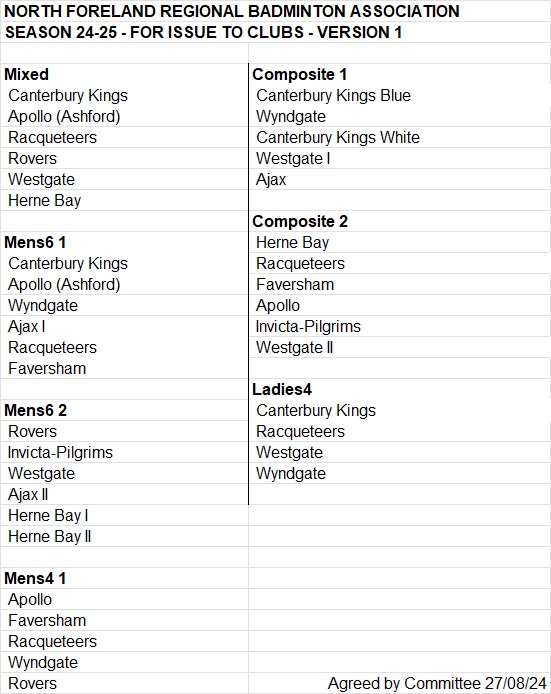 NORTH FORELAND REGIONAL BADMINTON ASSOCIATION
SEASON 24-25 - FOR ISSUE TO CLUBS - VERSION 1
Mixed
Canterbury Kings
Apollo (Ashford)
Racqueteers
Rovers
Westgate
Herne Bay
Mens6 1
Canterbury Kings
Apollo (Ashford)
Wyndgate
Ajax I
Racqueteers
Faversham
Mens6 2
Rovers
Invicta-Pilgrims
Westgate
Ajax II
Herne Bay I
Herne Bay II
Mens4 1
Apollo
Faversham
Racqueteers
Wyndgate
Rovers
Composite 1
Canterbury Kings Blue
Wyndgate
Canterbury Kings White
Westgate I
Ajax
Composite 2
Herne Bay
Racqueteers
Faversham
Apollo
Invicta-Pilgrims
Westgate II
Ladies4
Canterbury Kings
Racqueteers
Westgate
Wyndgate
Agreed by Committee 27/08/24